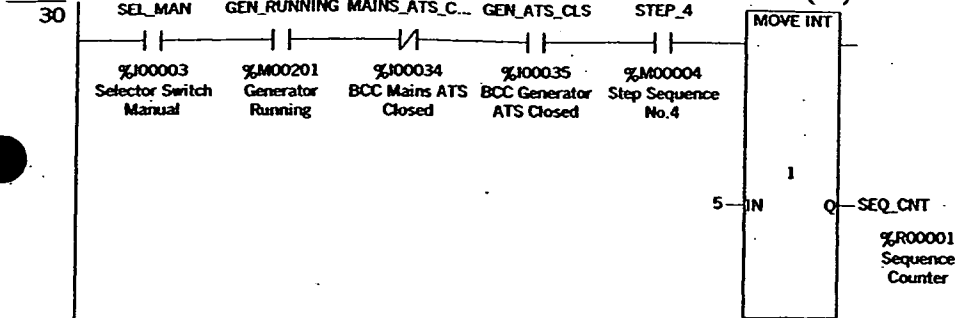 30
SEL_MAN GEN_RUNNING MAINS_ATS_C... GEN_ATS_CLS STEP_4 MOVE INT
%I00003 %M00201 %I00034 %I00035 %M00004
Selector Switch Generator BCC Mains ATS BCC Generator Step Sequence
Manual Running Closed ATS Closed No.4
1
5 IN Q SEQ_CNT
%R00001
Sequence
Counter